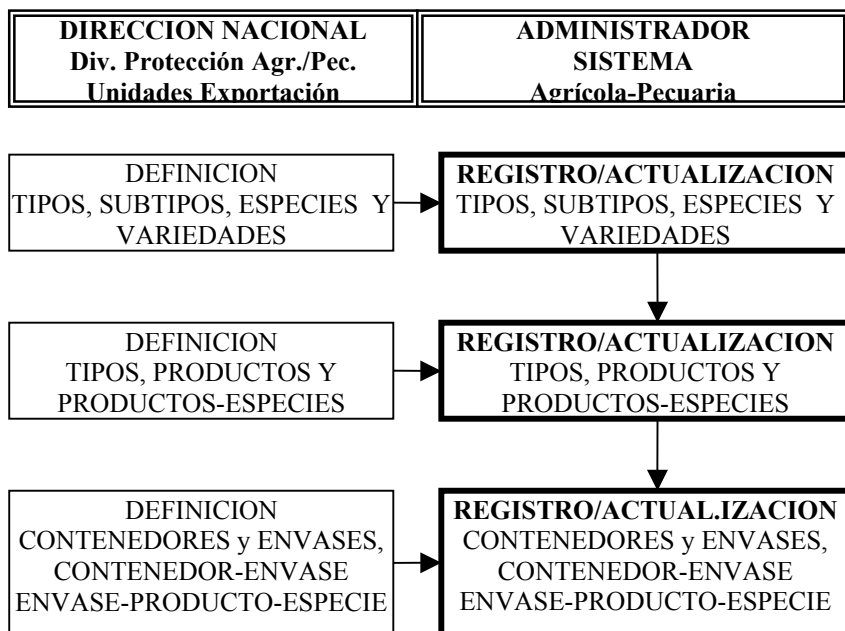 DIRECCION NACIONAL
Div. Protección Agr./Pec.
Unidades Exportación
ADMINISTRADOR
SISTEMA
Agrícola-Pecuaria
DEFINICION
TIPOS, SUBTIPOS, ESPECIES Y
VARIEDADES
REGISTRO/ACTUALIZACION
TIPOS, SUBTIPOS, ESPECIES Y
VARIEDADES
DEFINICION
TIPOS, PRODUCTOS Y
PRODUCTOS-ESPECIES
REGISTRO/ACTUALIZACION
TIPOS, PRODUCTOS Y
PRODUCTOS-ESPECIES
DEFINICION
CONTENEDORES y ENVASES,
CONTENEDOR-ENVASE
ENVASE-PRODUCTO-ESPECIE
REGISTRO/ACTUAL.IZACION
CONTENEDORES y ENVASES,
CONTENEDOR-ENVASE
ENVASE-PRODUCTO-ESPECIE